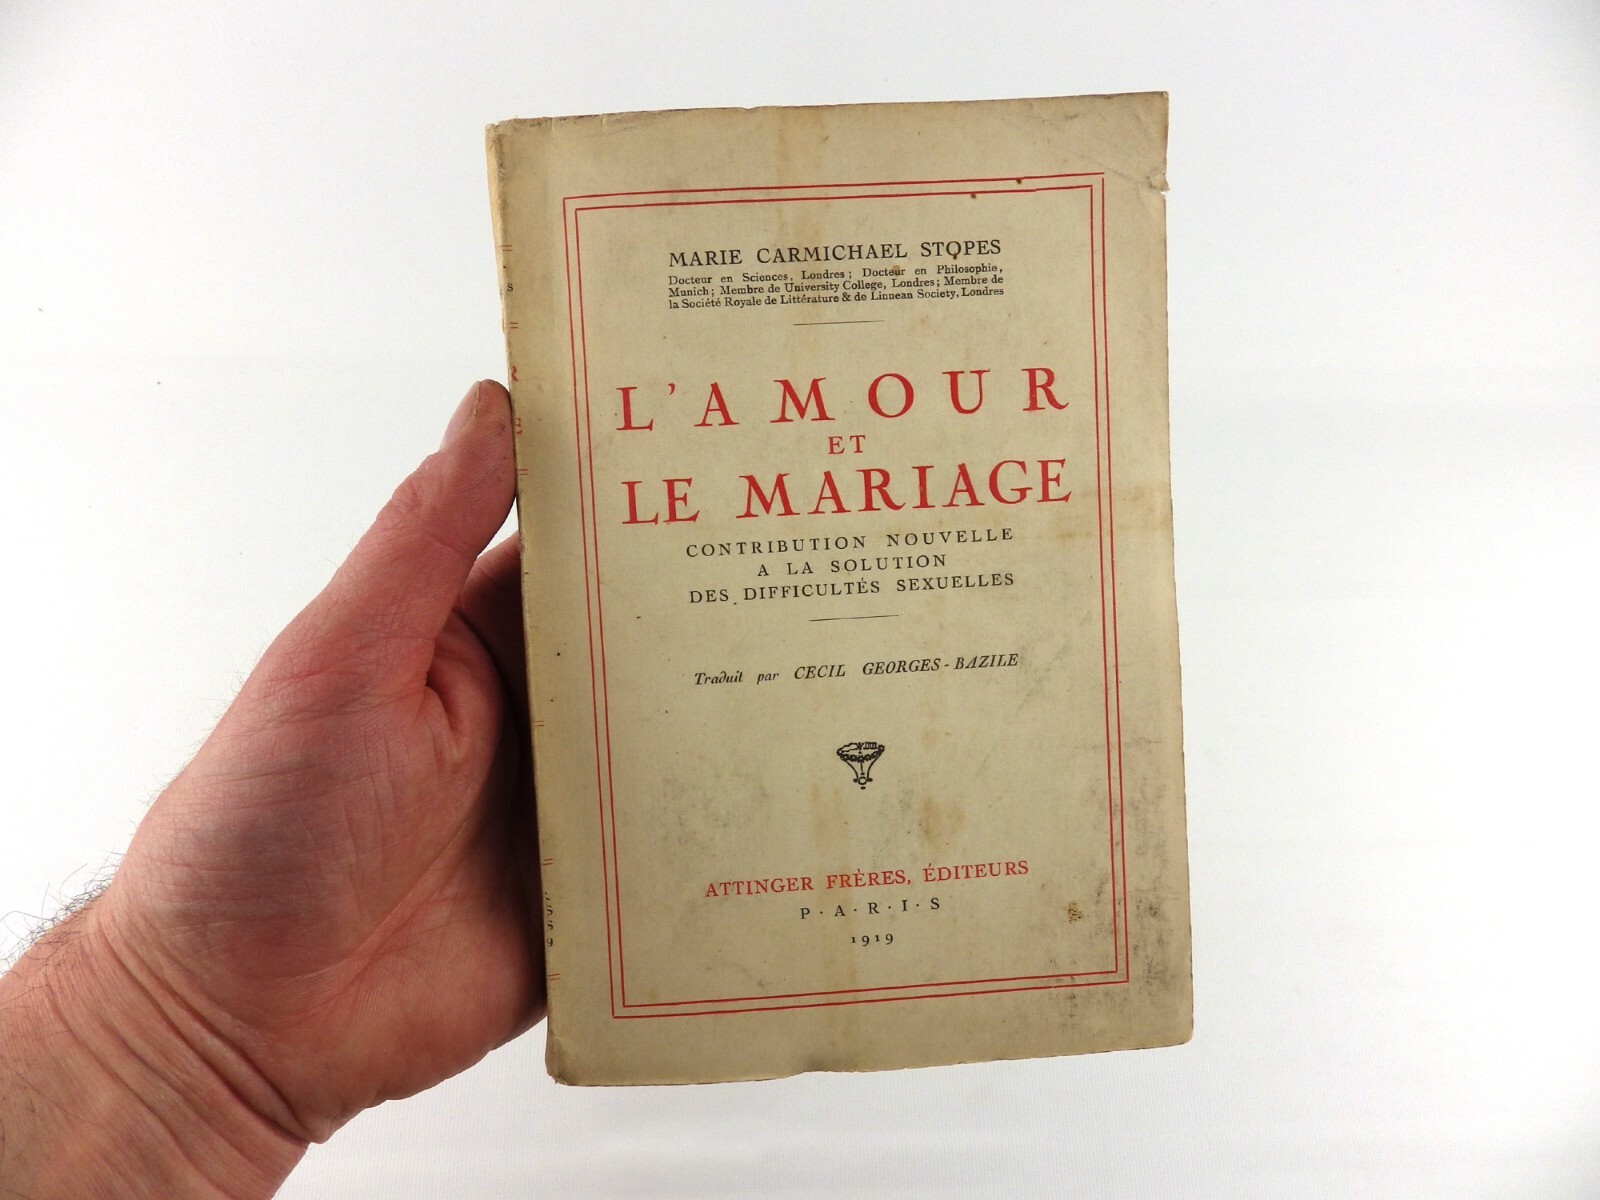 MARIE CARMICHAEL STOPES
Docteur en Sciences, Londres; Docteur en Philosophie,
Munich; Membre de University College, Londres; Membre de
la Société Royale de Littérature & de Linnean Society, Londres
L'AMOUR
ET
LE MARIAGE
CONTRIBUTION NOUVELLE
A LA SOLUTION
DES DIFFICULTÉS SEXUELLES
Traduit par CECIL GEORGES-BAZILE
ATTINGER FRÈRES, ÉDITEURS
P·A·R·I·S
1919